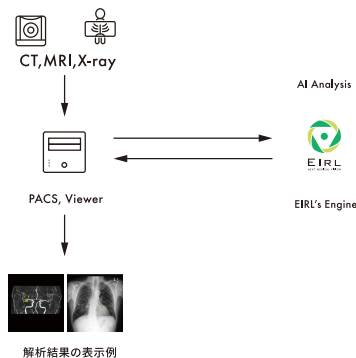 CT,MRI,X-ray
AI Analysis
EIRL
PACS, Viewer
EIRL's Engine
解析結果の表示例